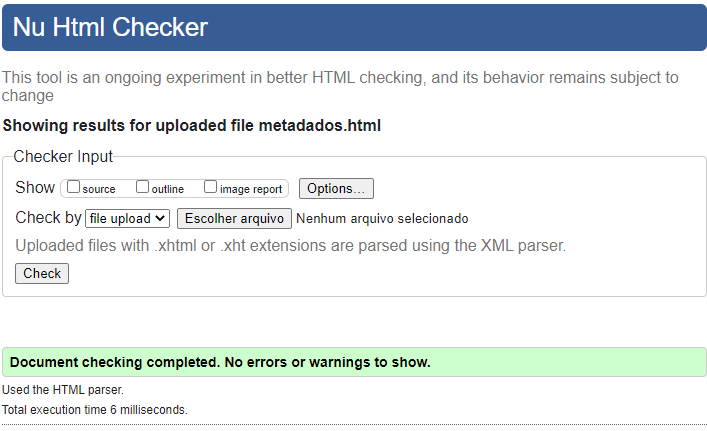 Nu Html Checker
This tool is an ongoing experiment in better HTML checking, and its behavior remains subject to
change
Showing results for uploaded file metadados.html
Checker Input
Show source outline image report Options...
Check by file upload Escolher arquivo Nenhum arquivo selecionado
Uploaded files with .xhtml or .xht extensions are parsed using the XML parser.
Check
Document checking completed. No errors or warnings to show.
Used the HTML parser.
Total execution time 6 milliseconds.